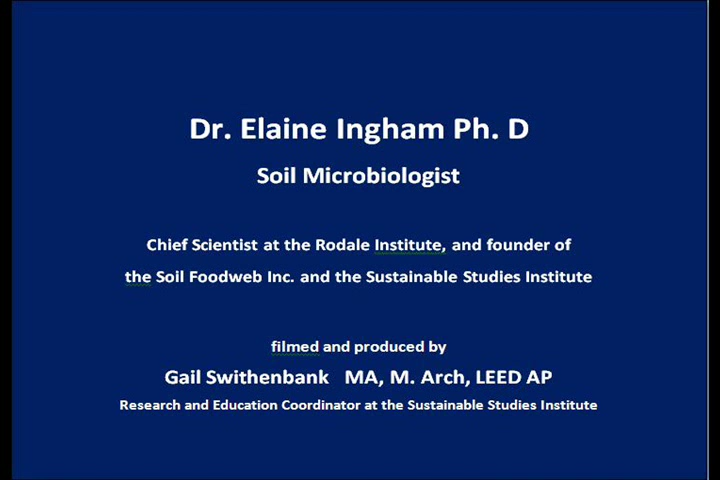 Dr. Elaine Ingham Ph. D
Soil Microbiologist
Chief Scientist at the Rodale Institute, and founder of
the Soil Foodweb Inc. and the Sustainable Studies Institute
filmed and produced by
Gail Swithenbank MA, M. Arch, LEED AP
Research and Education Coordinator at the Sustainable Studies Institute